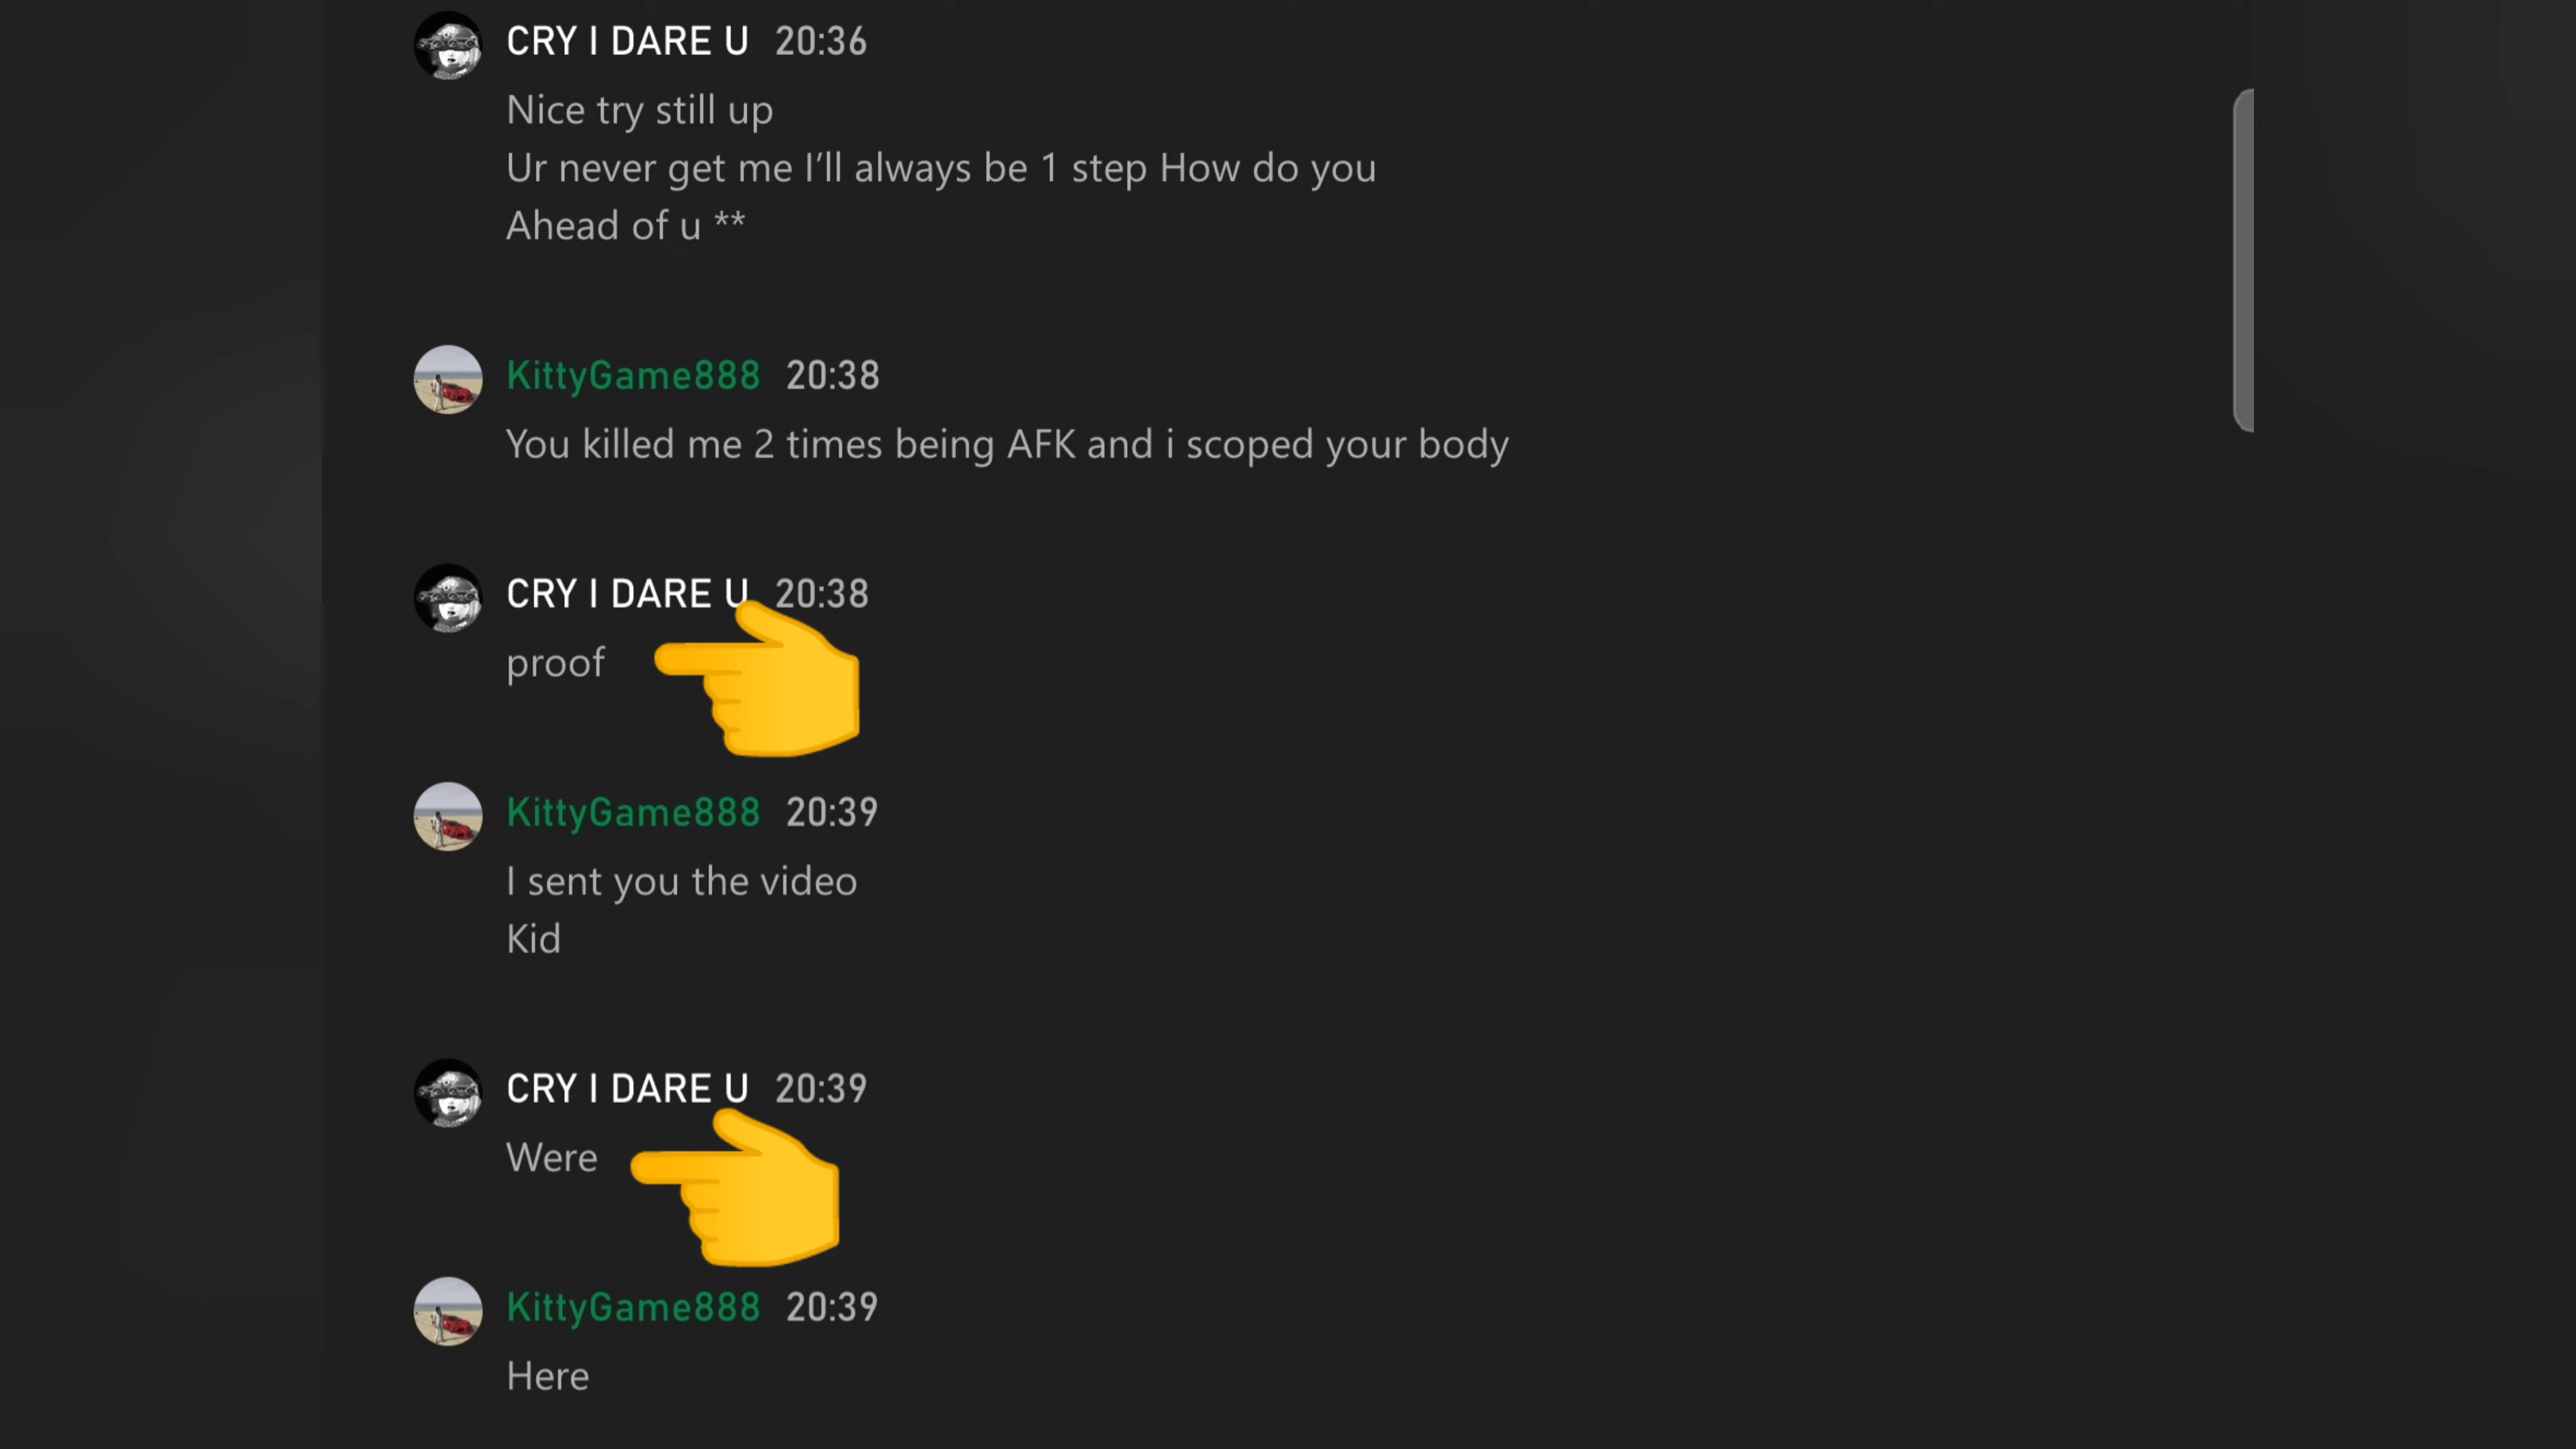 CRY I DARE U 20:36
Nice try still up
Ur never get me I'll always be 1 step How do you
Ahead of u **
KittyGame888 20:38
You killed me 2 times being AFK and i scoped your body
CRY I DARE U 20:38
proof
KittyGame888 20:39
I sent you the video
Kid
CRY I DARE U 20:39
Were
KittyGame888 20:39
Here